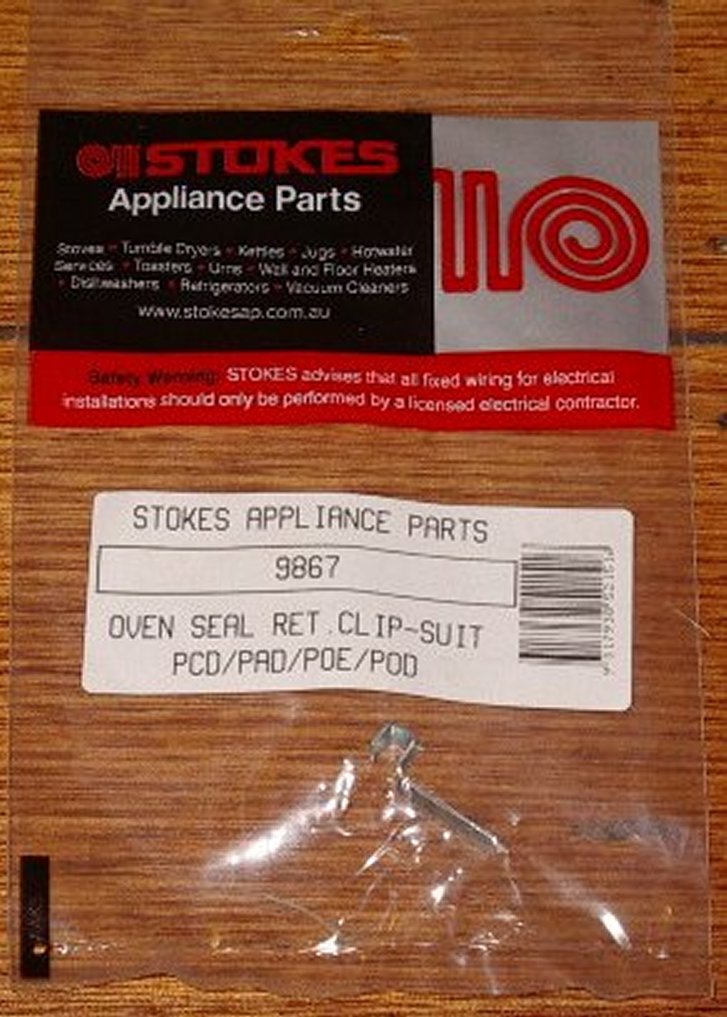 STOKES
Appliance Parts
Stoves • Tumble Dryers • Kettles • Jugs • Hotwater
Services • Toasters • Urns • Wall and Floor Heaters
• Dishwashers • Refrigerators • Vacuum Cleaners
www.stokesap.com.au
Safety Warning: STOKES advises that all fixed wiring for electrical
installations should only be performed by a licensed electrical contractor.
STOKES APPLIANCE PARTS
9867
OVEN SEAL RET.CLIP-SUIT
PCD/PAD/POE/POD